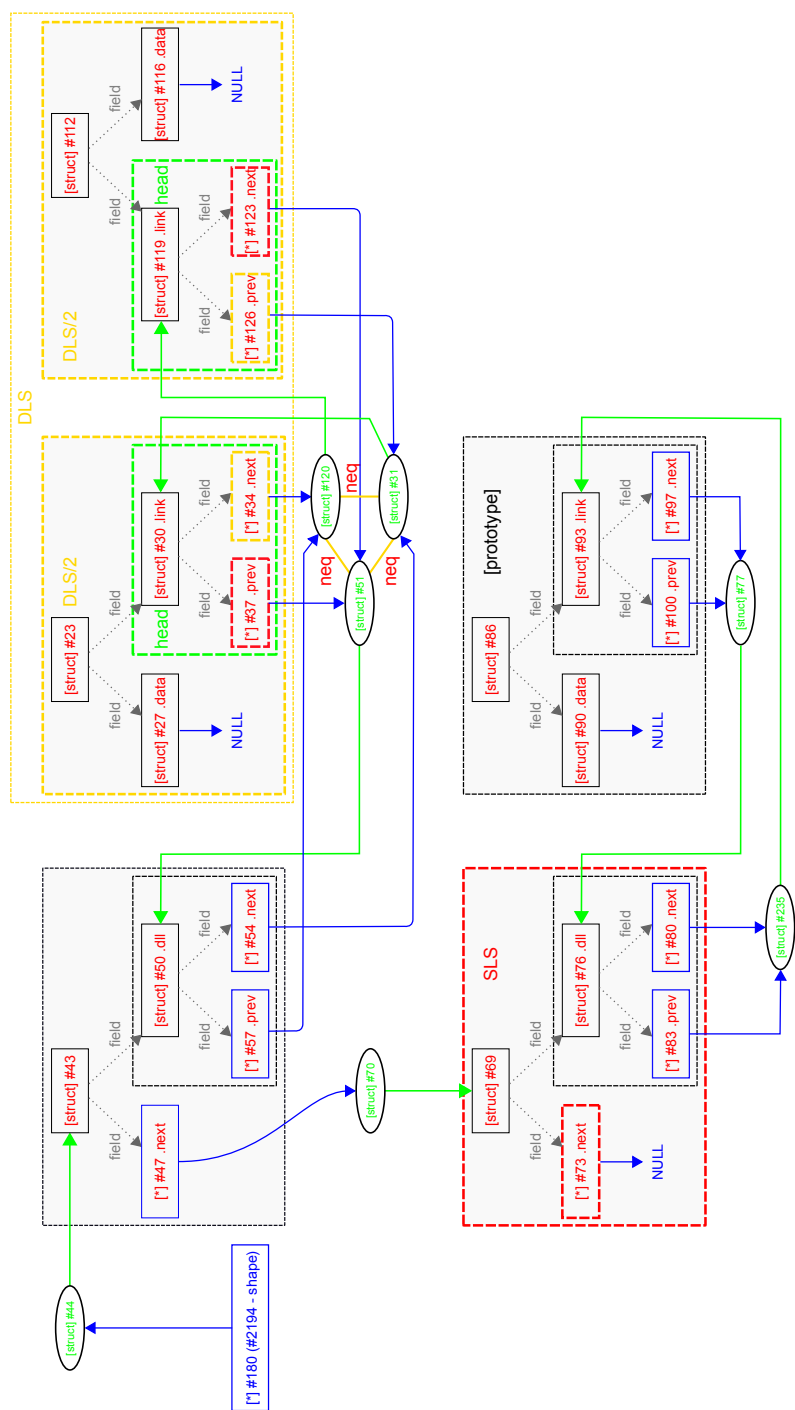 [*] #180 (#2194 - shape)
[struct] #44
[struct] #43
field
field
[*] #47 .next
[struct] #50 .dll
field
field
[*] #57 .prev
[*] #54 .next
[struct] #70
DLS
DLS/2
[struct] #23
field
field
[struct] #27 .data
NULL
[struct] #30 .link
head
field
field
[*] #37 .prev
[*] #34 .next
DLS/2
[struct] #112
field
field
[struct] #119 .link
head
[struct] #116 .data
NULL
field
field
[*] #126 .prev
[*] #123 .next
[struct] #120
neq
neq
neq
[struct] #51
[struct] #31
SLS
[struct] #69
field
field
[*] #73 .next
NULL
[struct] #76 .dll
field
field
[*] #83 .prev
[*] #80 .next
[struct] #235
[prototype]
[struct] #86
field
field
[struct] #90 .data
NULL
[struct] #93 .link
field
field
[*] #100 .prev
[*] #97 .next
[struct] #77